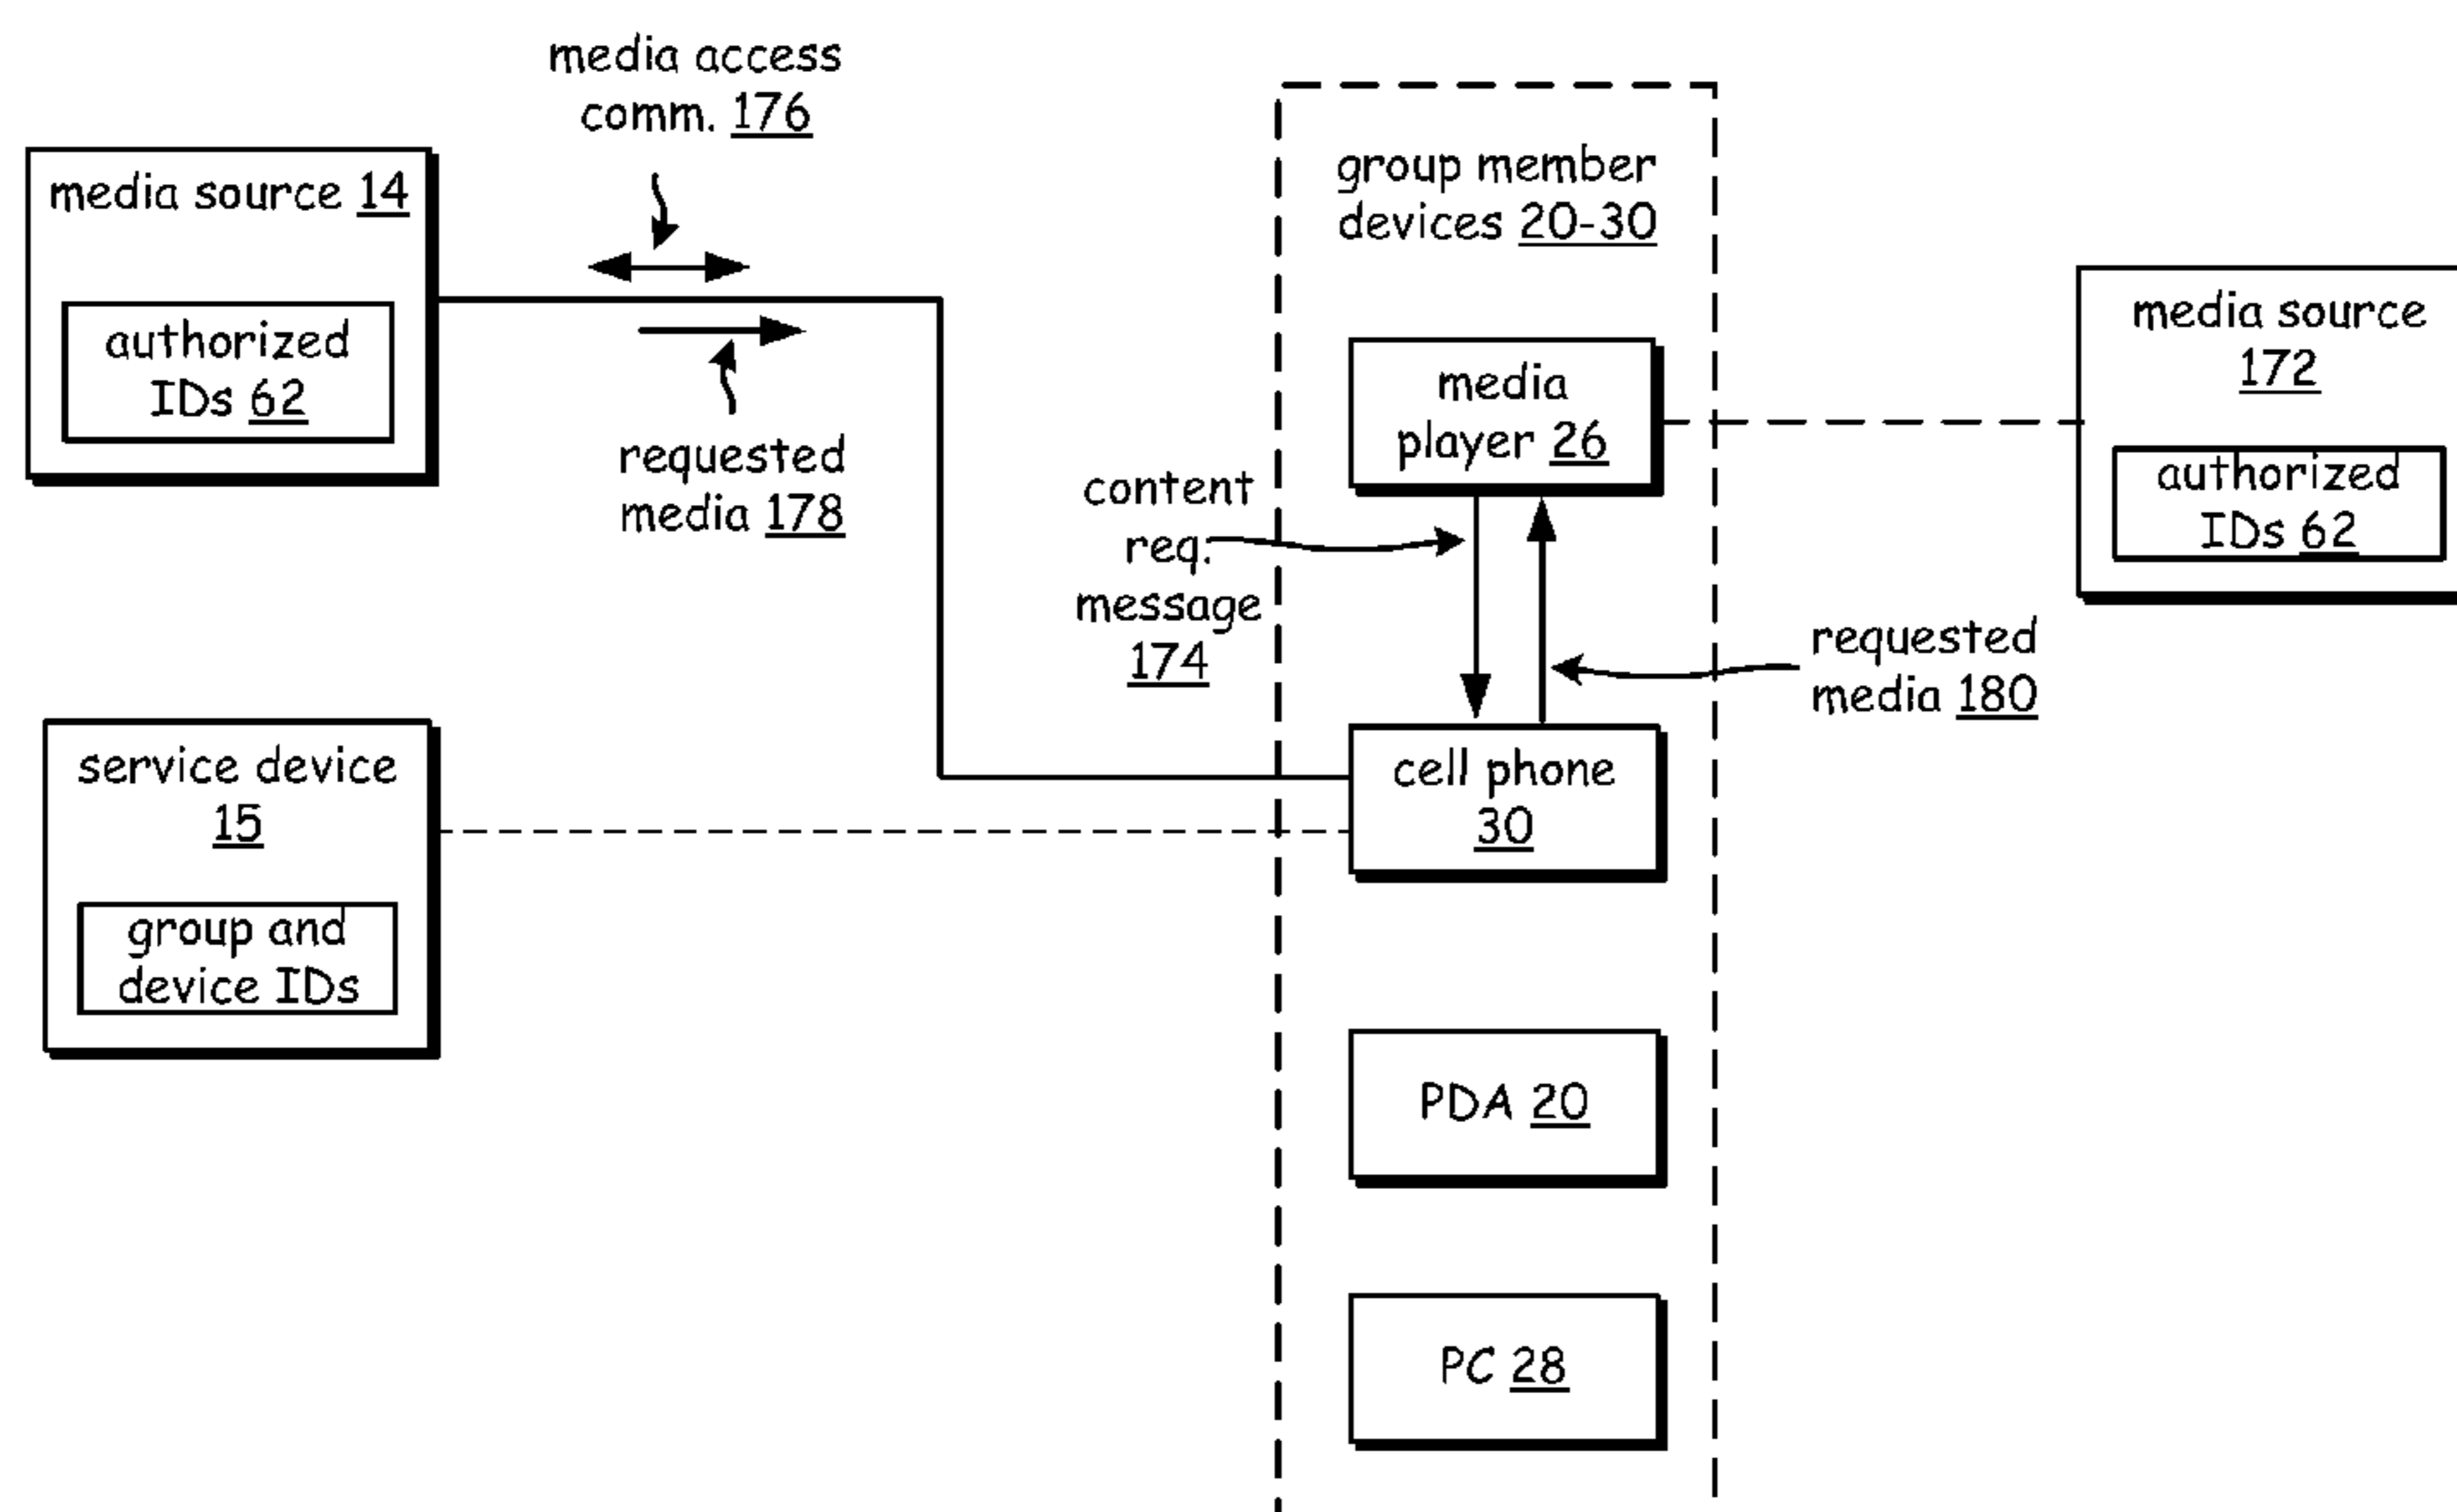 media access
comm. 176
media source 14
authorized
IDs 62
requested
media 178
group member
devices 20-30
media
player 26
content
req.
message
174
media source
172
authorized
IDs 62
requested
media 180
service device
15
group and
device IDs
cell phone
30
PDA 20
PC 28